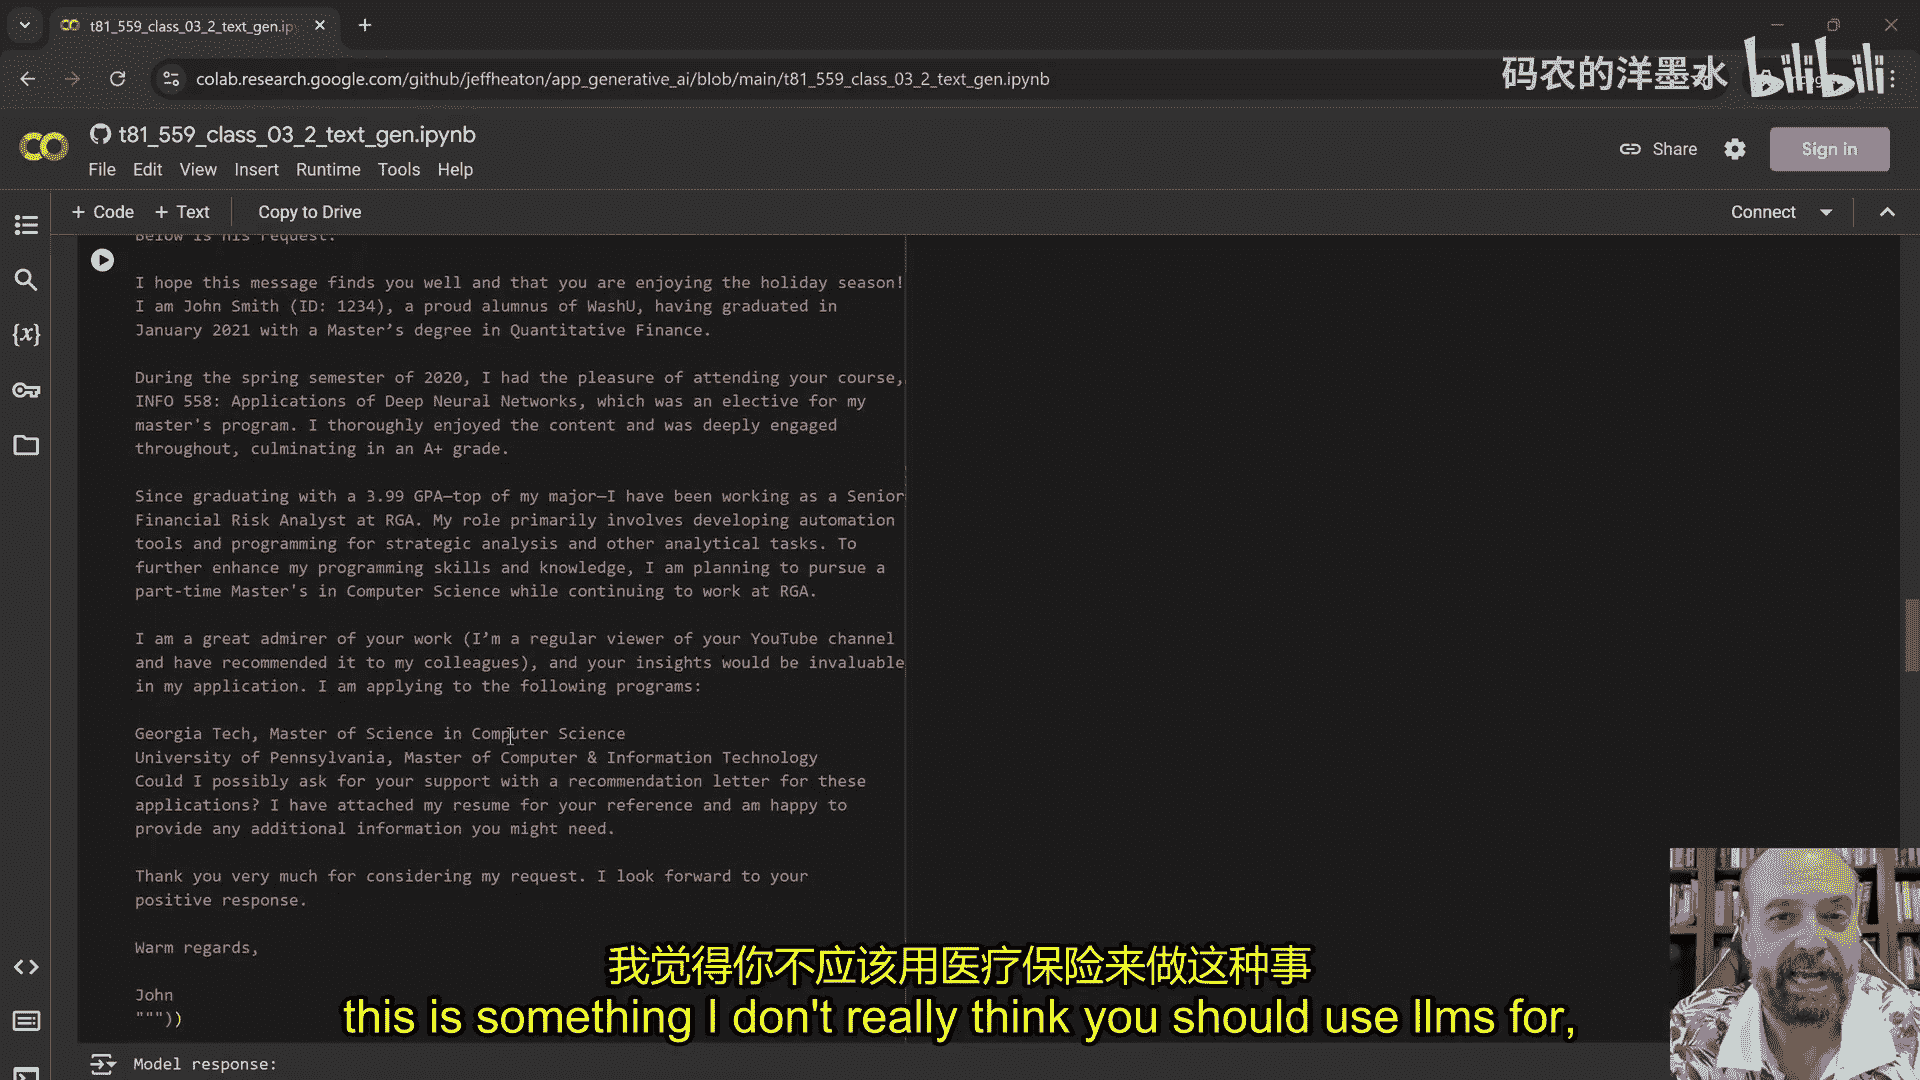 t81_559_class_03_2_text_gen.ip
colab.research.google.com/github/jeffheaton/app_generative_ai/blob/main/t81_559_class_03_2_text_gen.ipynb
码农的洋墨水 bilibili
t81_559_class_03_2_text_gen.ipynb
Share
Sign in
File Edit View Insert Runtime Tools Help
+ Code + Text Copy to Drive
Connect
Below is his request.
I hope this message finds you well and that you are enjoying the holiday season!
I am John Smith (ID: 1234), a proud alumnus of WashU, having graduated in
January 2021 with a Master’s degree in Quantitative Finance.
During the spring semester of 2020, I had the pleasure of attending your course,
INFO 558: Applications of Deep Neural Networks, which was an elective for my
master's program. I thoroughly enjoyed the content and was deeply engaged
throughout, culminating in an A+ grade.
Since graduating with a 3.99 GPA—top of my major—I have been working as a Senior
Financial Risk Analyst at RGA. My role primarily involves developing automation
tools and programming for strategic analysis and other analytical tasks. To
further enhance my programming skills and knowledge, I am planning to pursue a
part-time Master's in Computer Science while continuing to work at RGA.
I am a great admirer of your work (I’m a regular viewer of your YouTube channel
and have recommended it to my colleagues), and your insights would be invaluable
in my application. I am applying to the following programs:
Georgia Tech, Master of Science in Computer Science
University of Pennsylvania, Master of Computer & Information Technology
Could I possibly ask for your support with a recommendation letter for these
applications? I have attached my resume for your reference and am happy to
provide any additional information you might need.
Thank you very much for considering my request. I look forward to your
positive response.
Warm regards,
John
"""))
我觉得你不应该用医疗保险来做这种事
this is something I don't really think you should use llms for,
Model response: